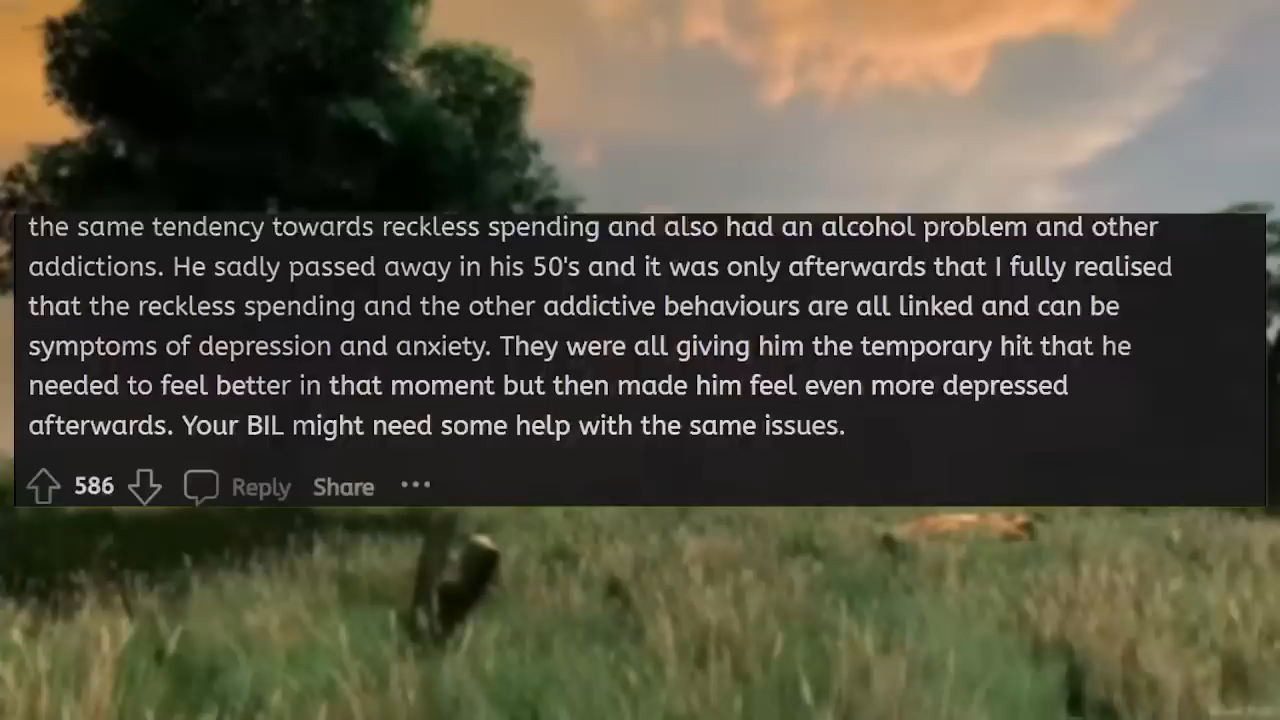 the same tendency towards reckless spending and also had an alcohol problem and other
addictions. He sadly passed away in his 50's and it was only afterwards that I fully realised
that the reckless spending and the other addictive behaviours are all linked and can be
symptoms of depression and anxiety. They were all giving him the temporary hit that he
needed to feel better in that moment but then made him feel even more depressed
afterwards. Your BIL might need some help with the same issues.
586 Reply Share •••